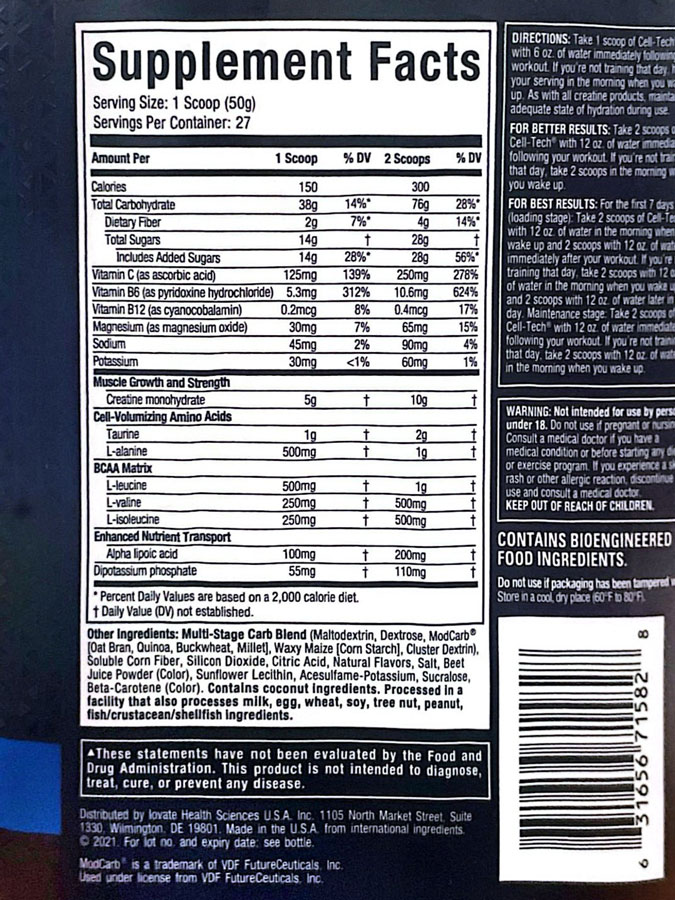 Supplement Facts
Serving Size: 1 Scoop (50g)
Servings Per Container: 27
Amount Per 1 Scoop % DV 2 Scoops % DV
Calories 150 300
Total Carbohydrate 38g 14%* 76g 28%*
Dietary Fiber 2g 7%* 4g 14%*
Total Sugars 14g † 28g †
Includes Added Sugars 14g 28%* 28g 56%*
Vitamin C (as ascorbic acid) 125mg 139% 250mg 278%
Vitamin B6 (as pyridoxine hydrochloride) 5.3mg 312% 10.6mg 624%
Vitamin B12 (as cyanocobalamin) 0.2mcg 8% 0.4mcg 17%
Magnesium (as magnesium oxide) 30mg 7% 65mg 15%
Sodium 45mg 2% 90mg 4%
Potassium 30mg <1% 60mg 1%
Muscle Growth and Strength
Creatine monohydrate 5g † 10g †
Cell-Volumizing Amino Acids
Taurine 1g † 2g †
L-alanine 500mg † 1g †
BCAA Matrix
L-leucine 500mg † 1g †
L-valine 250mg † 500mg †
L-isoleucine 250mg † 500mg †
Enhanced Nutrient Transport
Alpha lipoic acid 100mg † 200mg †
Dipotassium phosphate 55mg † 110mg †
* Percent Daily Values are based on a 2,000 calorie diet.
† Daily Value (DV) not established.
Other Ingredients: Multi-Stage Carb Blend (Maltodextrin, Dextrose, ModCarb®
[Oat Bran, Quinoa, Buckwheat, Millet], Waxy Maize [Corn Starch], Cluster Dextrin),
Soluble Corn Fiber, Silicon Dioxide, Citric Acid, Natural Flavors, Salt, Beet
Juice Powder (Color), Sunflower Lecithin, Acesulfame-Potassium, Sucralose,
Beta-Carotene (Color). Contains coconut ingredients. Processed in a
facility that also processes milk, egg, wheat, soy, tree nut, peanut,
fish/crustacean/shellfish ingredients.
▲These statements have not been evaluated by the Food and
Drug Administration. This product is not intended to diagnose,
treat, cure, or prevent any disease.
Distributed by Iovate Health Sciences U.S.A. Inc. 1105 North Market Street, Suite
1330, Wilmington, DE 19801. Made in the U.S.A. from international ingredients.
© 2021. For lot no. and expiry date: see bottle.
ModCarb® is a trademark of VDF FutureCeuticals, Inc.
Used under license from VDF FutureCeuticals, Inc.
DIRECTIONS: Take 1 scoop of Cell-Tech
with 6 oz. of water immediately following
workout. If you're not training that day,
your serving in the morning when you
up. As with all creatine products,
adequate state of hydration during use.
FOR BETTER RESULTS: Take 2 scoops
Cell-Tech® with 12 oz. of water
following your workout. If you're not
that day, take 2 scoops in the morning
you wake up.
FOR BEST RESULTS: For the first 7 days
(loading stage): Take 2 scoops of
with 12 oz. of water in the morning when
wake up and 2 scoops with 12 oz. of
immediately after your workout. If you're
training that day, take 2 scoops with 12
of water in the morning when you wake
and 2 scoops with 12 oz. of water later in
day. Maintenance stage: Take 2 scoops of
Cell-Tech® with 12 oz. of water
following your workout. If you're not
that day, take 2 scoops with 12 oz. of
in the morning when you wake up.
WARNING: Not intended for use by
under 18. Do not use if pregnant or
Consult a medical doctor if you have a
medical condition or before starting any
or exercise program. If you experience a
rash or other allergic reaction, discontinue
use and consult a medical doctor.
KEEP OUT OF REACH OF CHILDREN.
CONTAINS BIOENGINEERED
FOOD INGREDIENTS.
Do not use if packaging has been tampered
Store in a cool, dry place (60°F to 80°F).
6 31656 71582 8